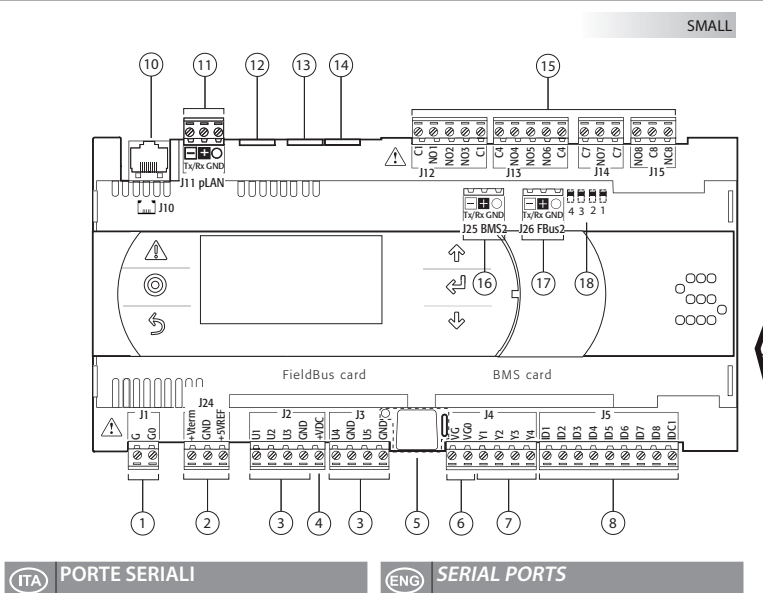 SMALL
10 11 12 13 14 15
C1 NO1 NO2 NO3 C1 C4 NO4 NO5 NO6 C4 C7 NO7 C7 NO8 C8 NC8
J12 J13 J14 J15
Tx/Rx GND
J11 pLAN
J10
Tx/Rx GND
J25 BMS2
Tx/Rx GND
J26 FBus2
4 3 2 1
16 17 18
FieldBus card
BMS card
J1 J24 J2 J3 J4 J5
G G0 +Vterm GND +5VREF U1 U2 U3 GND +VDC U4 GND U5 GND VG VG0 Y1 Y2 Y3 Y4 ID1 ID2 ID3 ID4 ID5 ID6 ID7 ID8 IDC1
1 2 3 4 3 5 6 7 8
ITA PORTE SERIALI
ENG SERIAL PORTS